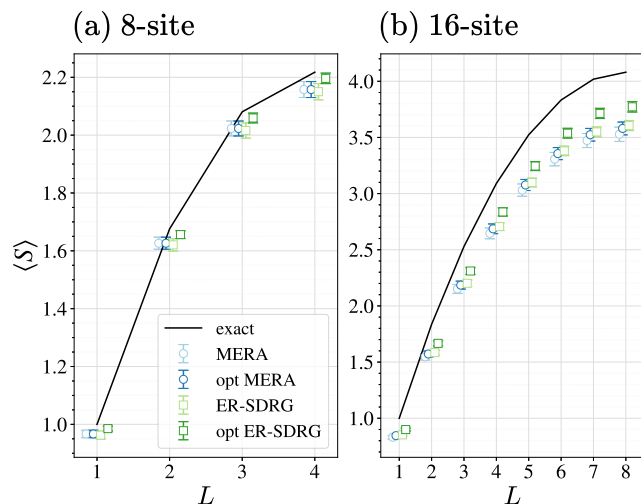 (a) 8-site
(b) 16-site
⟨S⟩
2.2
2.0
1.8
1.6
1.4
1.2
1.0
1
2
3
4
L
exact
MERA
opt MERA
ER-SDRG
opt ER-SDRG
4.0
3.5
3.0
2.5
2.0
1.5
1.0
1
2
3
4
5
6
7
8
L